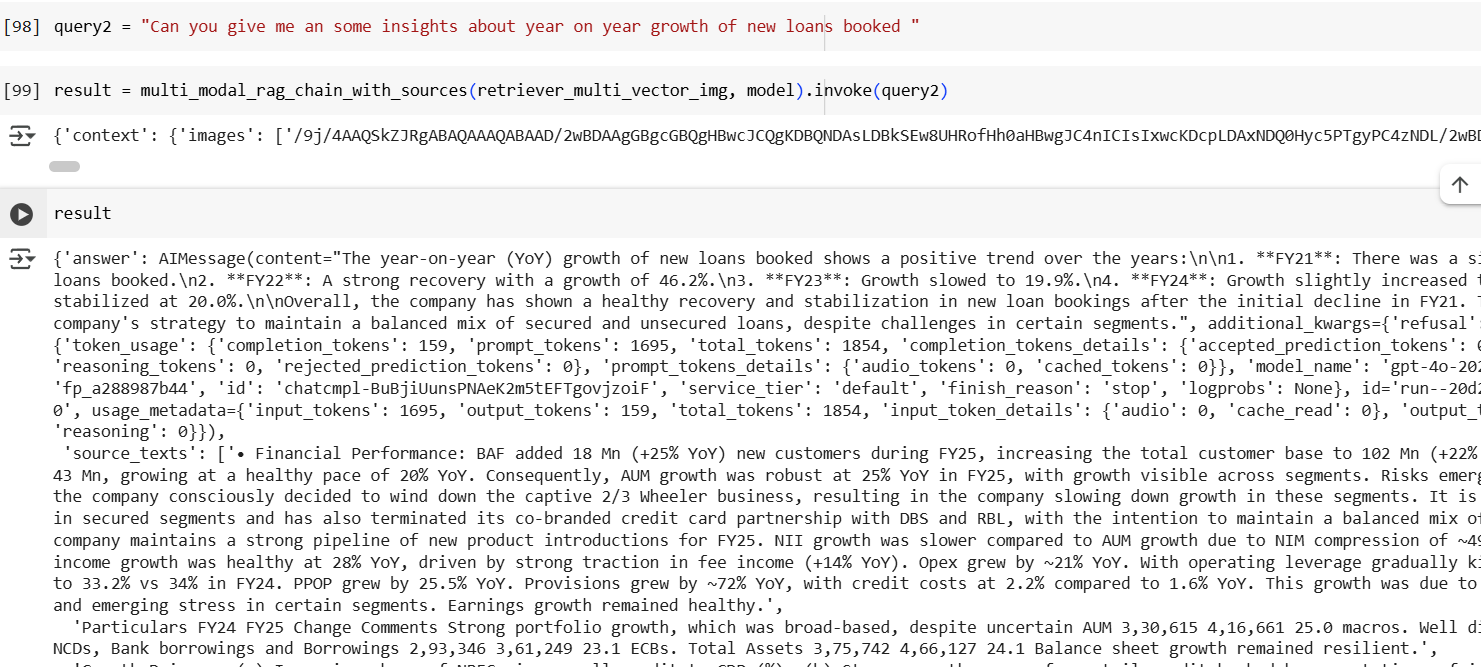 [98] query2 = "Can you give me an some insights about year on year growth of new loans booked "
[99] result = multi_modal_rag_chain_with_sources(retriever_multi_vector_img, model).invoke(query2)
{'context': {'images': ['/9j/4AAQSkZJRgABAQAAAQABAAD/2wBDAAgGBgcGBQgHBwcJCQgKDBQNDAsLDBkSEw8UHRofHh0aHBwgJC4nICIsIxwcKDcpLDAxNDQ0Hyc5PTgyPC4zNDL/2wBD
result
{'answer': AIMessage(content="The year-on-year (YoY) growth of new loans booked shows a positive trend over the years:\n\n1. **FY21**: There was a si
loans booked.\n2. **FY22**: A strong recovery with a growth of 46.2%.\n3. **FY23**: Growth slowed to 19.9%.\n4. **FY24**: Growth slightly increased t
stabilized at 20.0%.\n\nOverall, the company has shown a healthy recovery and stabilization in new loan bookings after the initial decline in FY21. T
company's strategy to maintain a balanced mix of secured and unsecured loans, despite challenges in certain segments.", additional_kwargs={'refusal'
{'token_usage': {'completion_tokens': 159, 'prompt_tokens': 1695, 'total_tokens': 1854, 'completion_tokens_details': {'accepted_prediction_tokens': 0
'reasoning_tokens': 0, 'rejected_prediction_tokens': 0}, 'prompt_tokens_details': {'audio_tokens': 0, 'cached_tokens': 0}}, 'model_name': 'gpt-4o-202
'fp_a288987b44', 'id': 'chatcmpl-BuBjiUunsPNAeK2m5tEFTgovjzoiF', 'service_tier': 'default', 'finish_reason': 'stop', 'logprobs': None}, id='run--20d2
0', usage_metadata={'input_tokens': 1695, 'output_tokens': 159, 'total_tokens': 1854, 'input_token_details': {'audio': 0, 'cache_read': 0}, 'output_t
'reasoning': 0}}),
'source_texts': ['• Financial Performance: BAF added 18 Mn (+25% YoY) new customers during FY25, increasing the total customer base to 102 Mn (+22%
43 Mn, growing at a healthy pace of 20% YoY. Consequently, AUM growth was robust at 25% YoY in FY25, with growth visible across segments. Risks emerg
the company consciously decided to wind down the captive 2/3 Wheeler business, resulting in the company slowing down growth in these segments. It is
in secured segments and has also terminated its co-branded credit card partnership with DBS and RBL, with the intention to maintain a balanced mix of
company maintains a strong pipeline of new product introductions for FY25. NII growth was slower compared to AUM growth due to NIM compression of ~49
income growth was healthy at 28% YoY, driven by strong traction in fee income (+14% YoY). Opex grew by ~21% YoY. With operating leverage gradually ki
to 33.2% vs 34% in FY24. PPOP grew by 25.5% YoY. Provisions grew by ~72% YoY, with credit costs at 2.2% compared to 1.6% YoY. This growth was due to
and emerging stress in certain segments. Earnings growth remained healthy.',
'Particulars FY24 FY25 Change Comments Strong portfolio growth, which was broad-based, despite uncertain AUM 3,30,615 4,16,661 25.0 macros. Well di
NCDs, Bank borrowings and Borrowings 2,93,346 3,61,249 23.1 ECBs. Total Assets 3,75,742 4,66,127 24.1 Balance sheet growth remained resilient.',